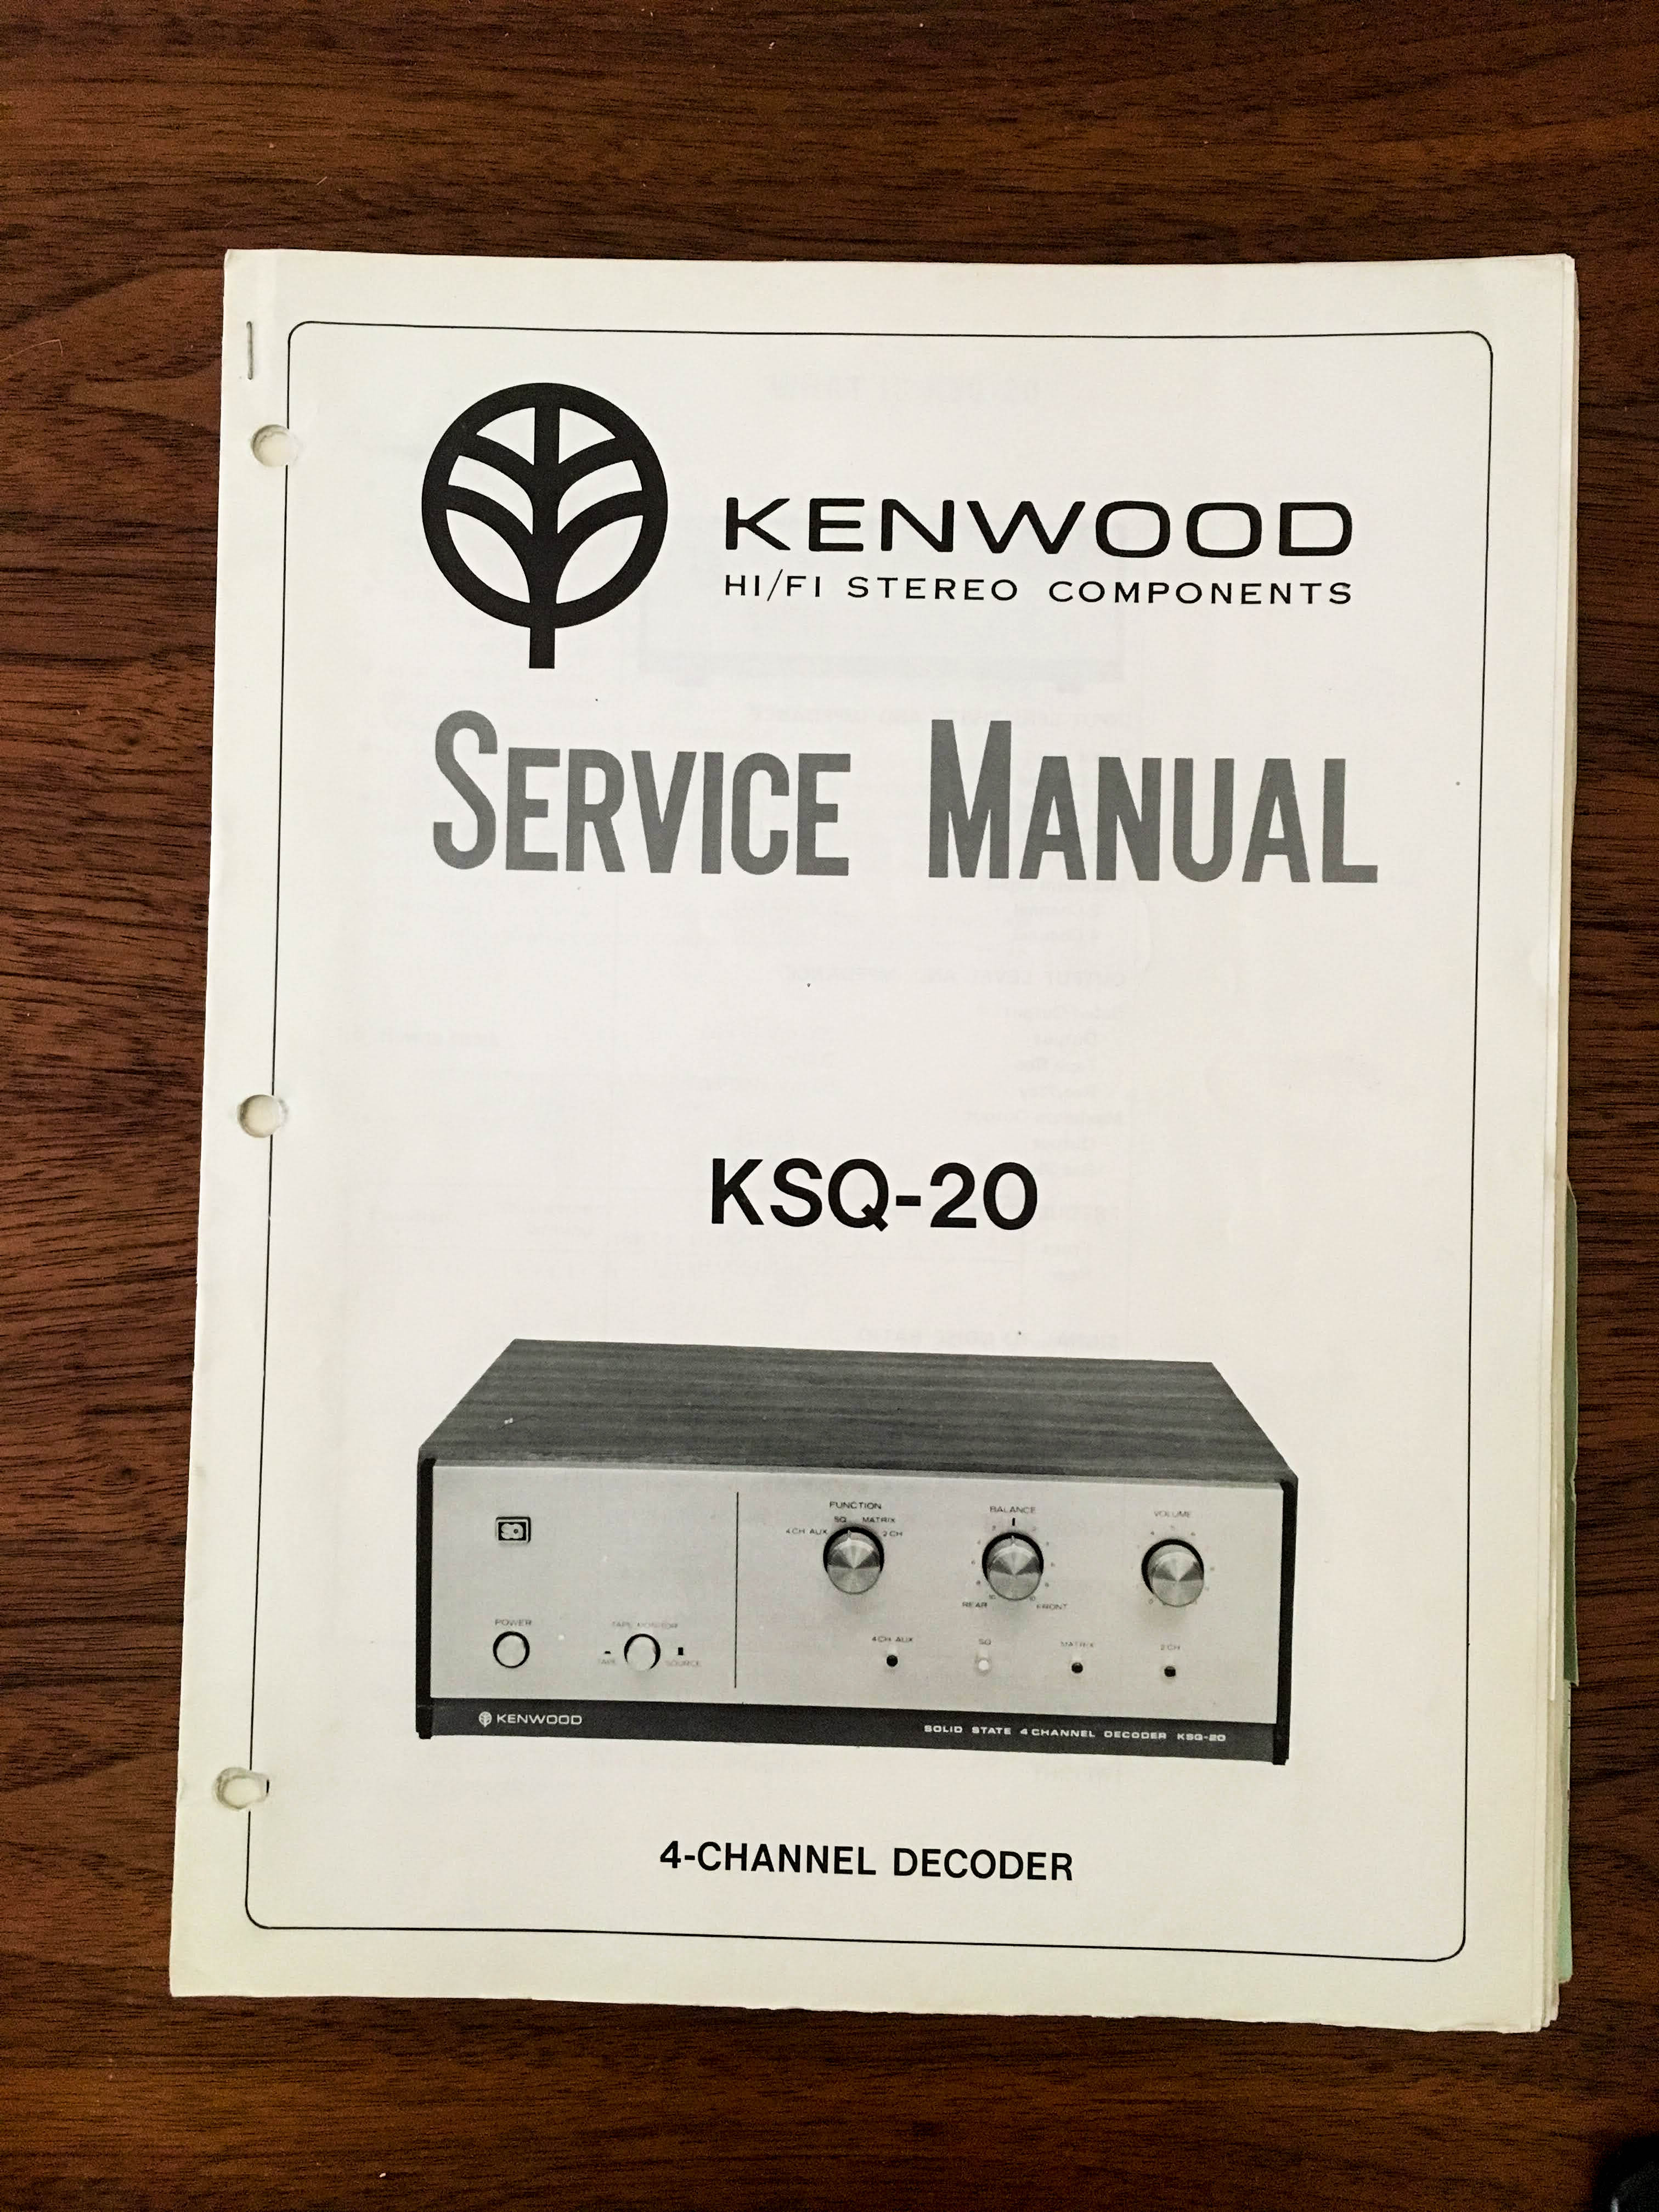 KENWOOD
HI/FI STEREO COMPONENTS
SERVICE MANUAL
KSQ-20
FUNCTION
SQ MATRIX
4CH AUX 2CH
BALANCE
REAR FRONT
VOLUME
SQ
POWER
TAPE MONITOR
TAPE SOURCE
4CH AUX SQ MATRIX 2CH
KENWOOD
SOLID STATE 4 CHANNEL DECODER KSQ-20
4-CHANNEL DECODER